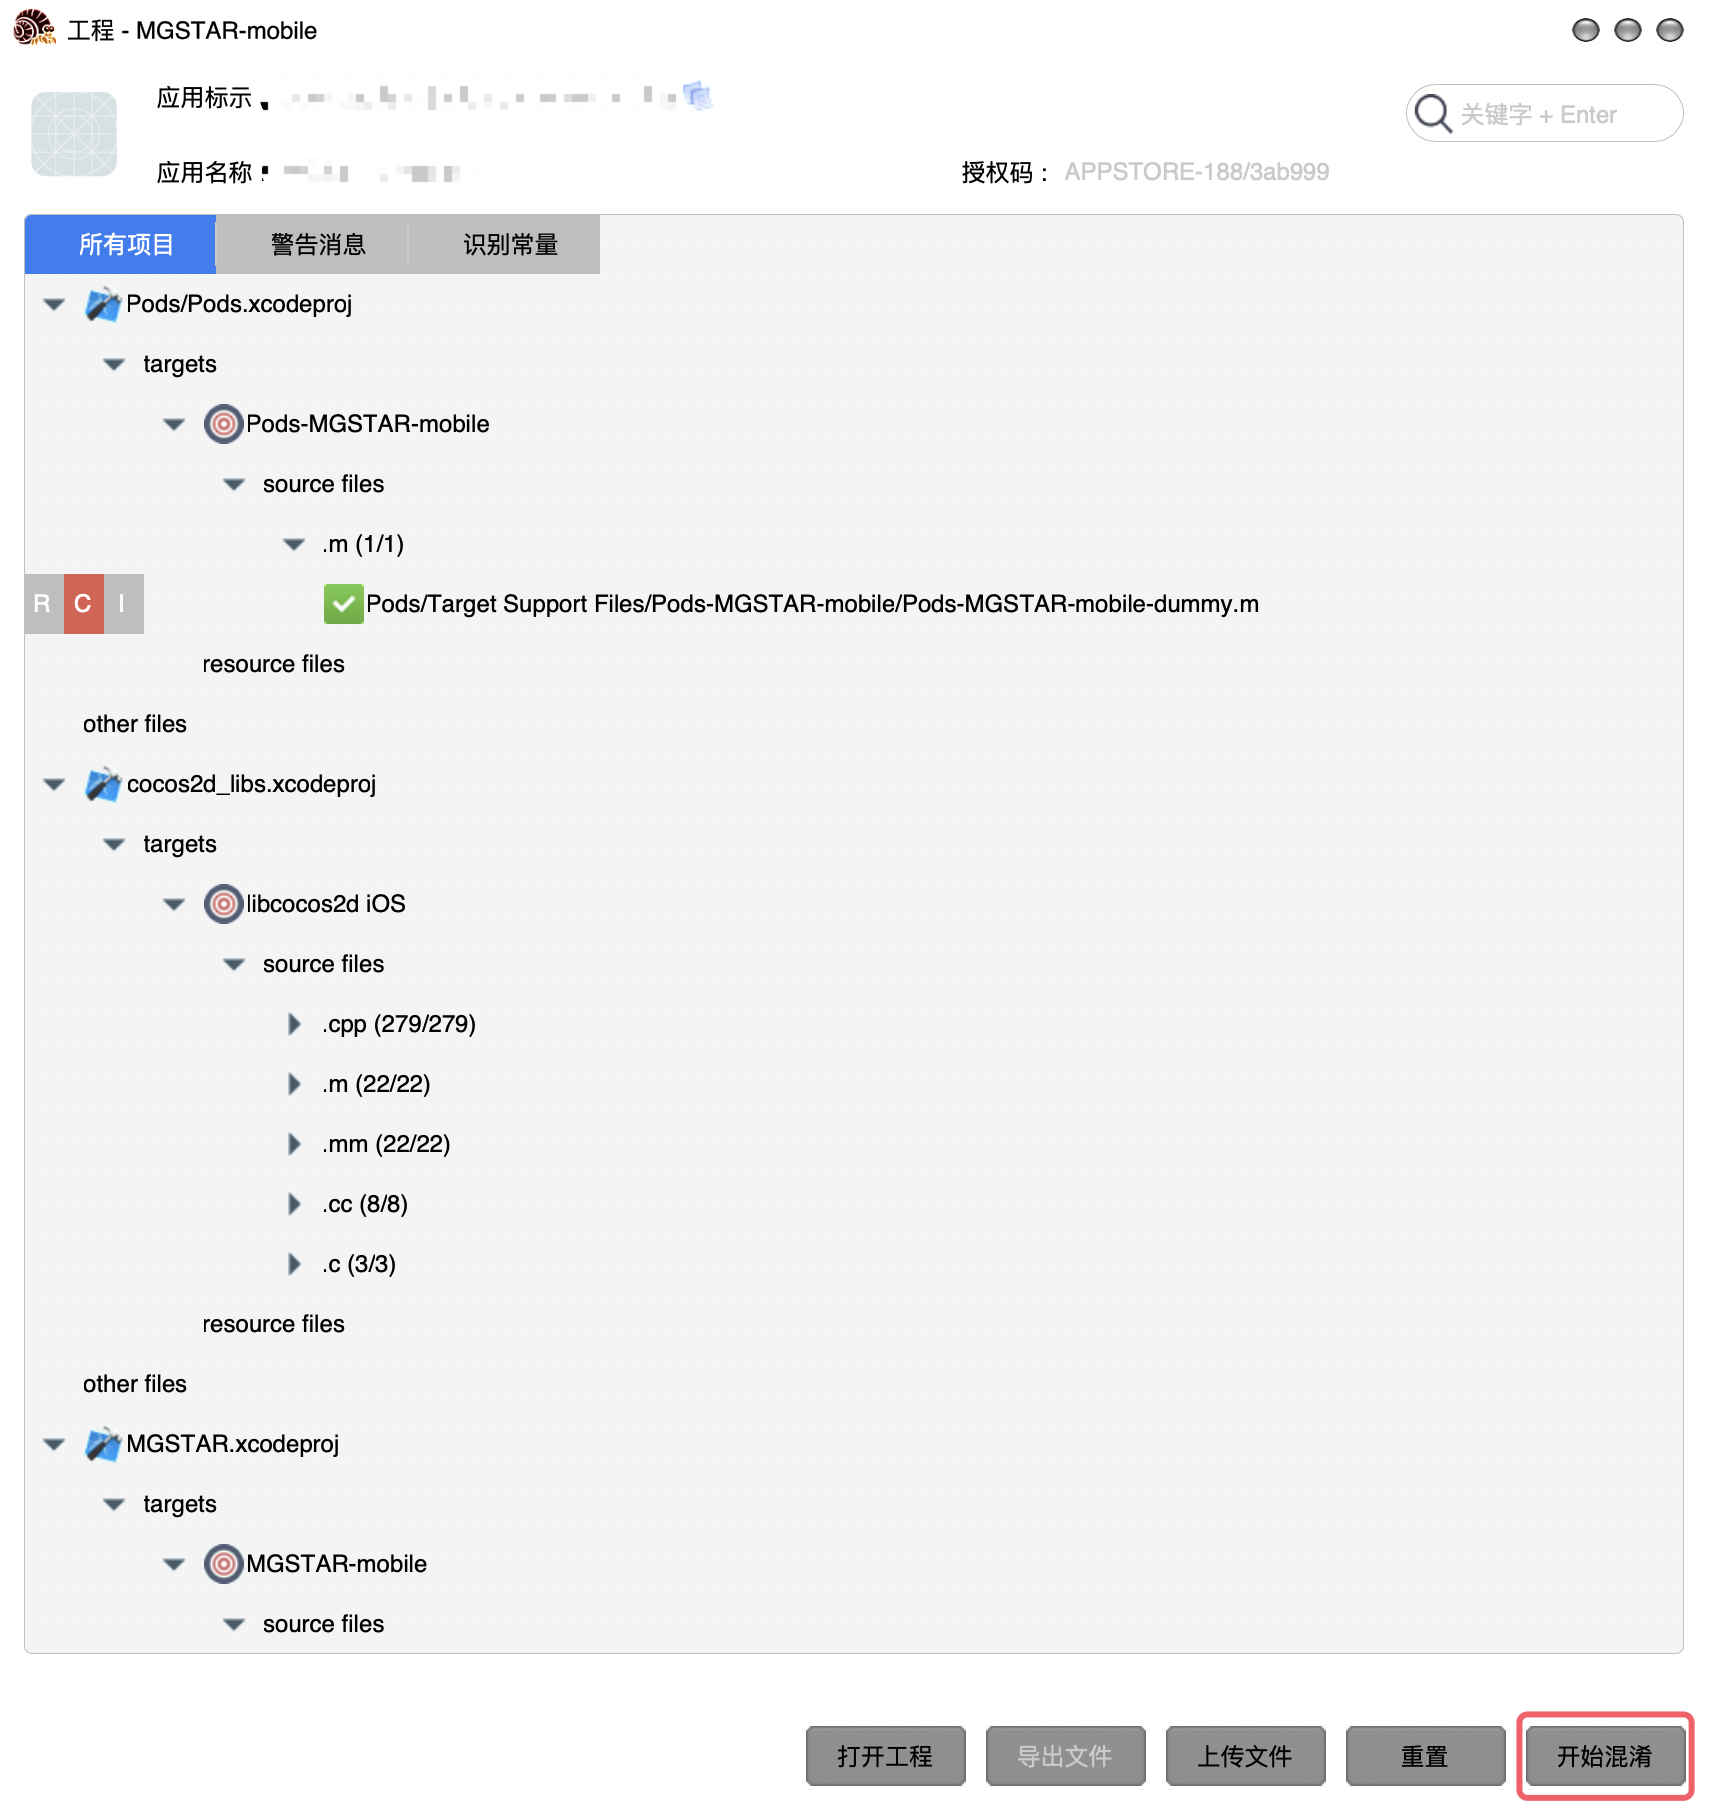 工程 - MGSTAR-mobile
应用标示：
关键字 + Enter
应用名称：
授权码： APPSTORE-188/3ab999
所有项目 警告消息 识别常量
Pods/Pods.xcodeproj
targets
Pods-MGSTAR-mobile
source files
.m (1/1)
R C I Pods/Target Support Files/Pods-MGSTAR-mobile/Pods-MGSTAR-mobile-dummy.m
resource files
other files
cocos2d_libs.xcodeproj
targets
libcocos2d iOS
source files
.cpp (279/279)
.m (22/22)
.mm (22/22)
.cc (8/8)
.c (3/3)
resource files
other files
MGSTAR.xcodeproj
targets
MGSTAR-mobile
source files
打开工程 导出文件 上传文件 重置 开始混淆